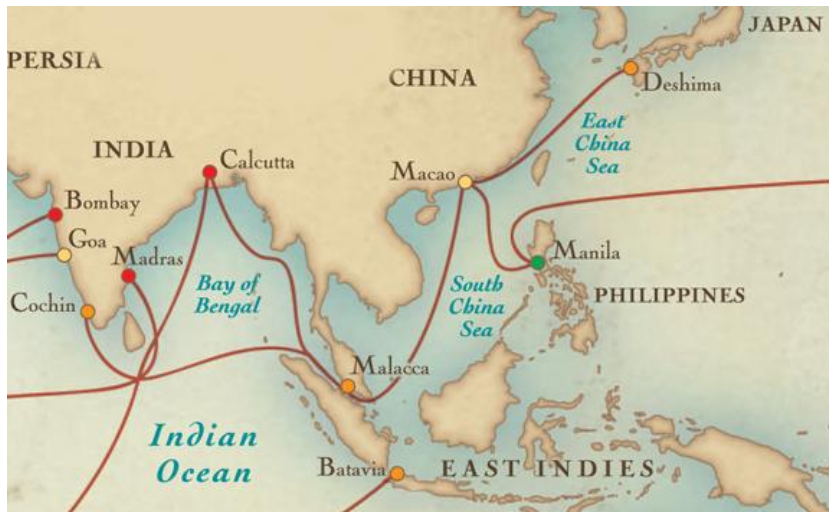 JAPAN
PERSIA
CHINA
Deshima
East
China
Sea
INDIA
Calcutta
Macao
Bombay
Goa
Madras
Manila
Bay of
Bengal
South
China
Sea
PHILIPPINES
Cochin
Malacca
Indian
Ocean
Batavia
EAST INDIES